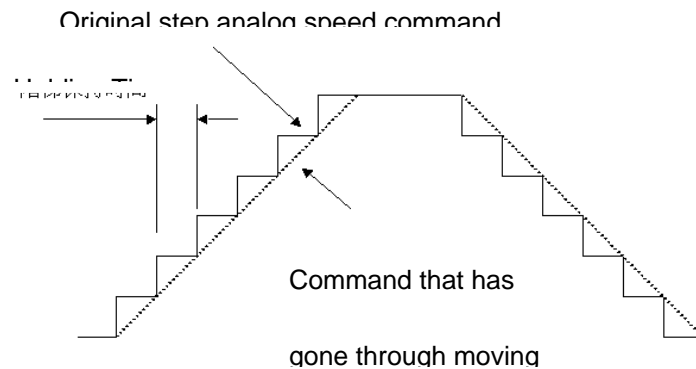 Original step analog speed command
Command that has
gone through moving